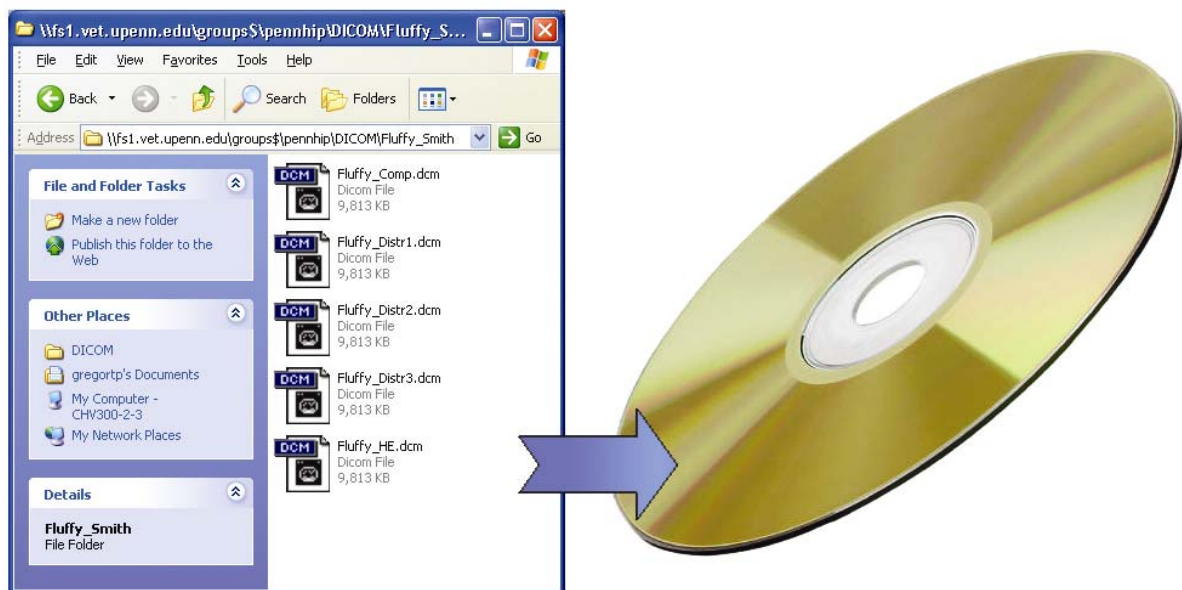 \\fs1.vet.upenn.edu\groups$\pennhip\DICOM\Fluffy_S...
File Edit View Favorites Tools Help
Back Search Folders
Address \\fs1.vet.upenn.edu\groups$\pennhip\DICOM\Fluffy_Smith Go
File and Folder Tasks
Make a new folder
Publish this folder to the
Web
Other Places
DICOM
gregortp's Documents
My Computer -
CHV300-2-3
My Network Places
Details
Fluffy_Smith
File Folder
DCM
Fluffy_Comp.dcm
Dicom File
9,813 KB
DCM
Fluffy_Distr1.dcm
Dicom File
9,813 KB
DCM
Fluffy_Distr2.dcm
Dicom File
9,813 KB
DCM
Fluffy_Distr3.dcm
Dicom File
9,813 KB
DCM
Fluffy_HE.dcm
Dicom File
9,813 KB